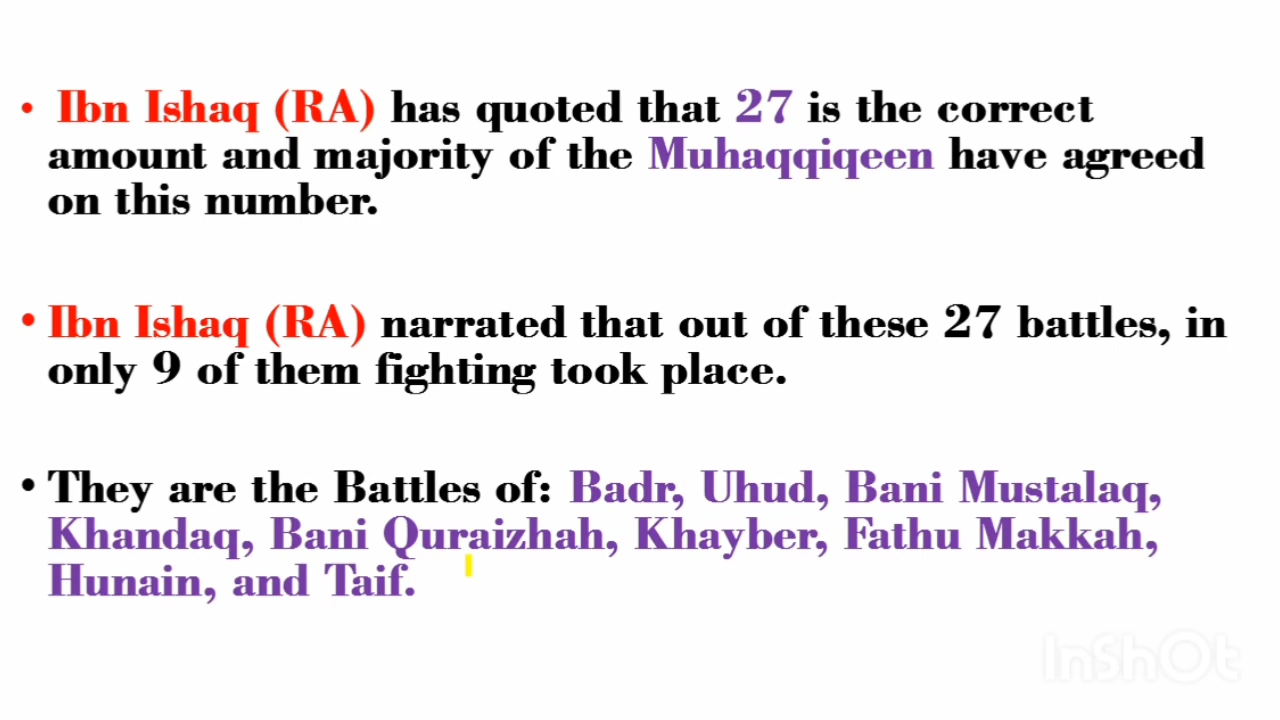 • Ibn Ishaq (RA) has quoted that 27 is the correct
amount and majority of the Muhaqqiqeen have agreed
on this number.
• Ibn Ishaq (RA) narrated that out of these 27 battles, in
only 9 of them fighting took place.
• They are the Battles of: Badr, Uhud, Bani Mustalaq,
Khandaq, Bani Quraizhah, Khayber, Fathu Makkah,
Hunain, and Taif.
InShOt